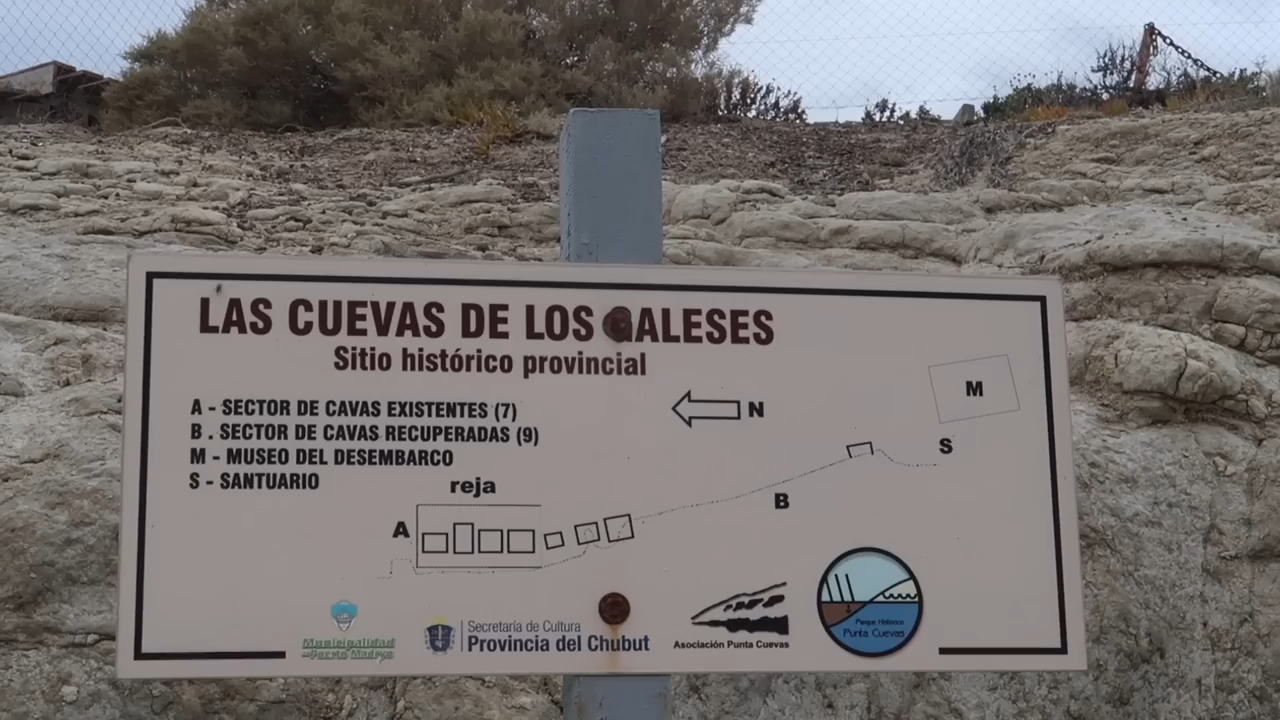 LAS CUEVAS DE LOS GALESES
Sitio histórico provincial
A - SECTOR DE CAVAS EXISTENTES (7)
B . SECTOR DE CAVAS RECUPERADAS (9)
M - MUSEO DEL DESEMBARCO
S - SANTUARIO
N
M
S
reja
A
B
Municipalidad
de Puerto Madryn
Secretaría de Cultura
Provincia del Chubut
Asociación Punta Cuevas
Parque Histórico
Punta Cuevas